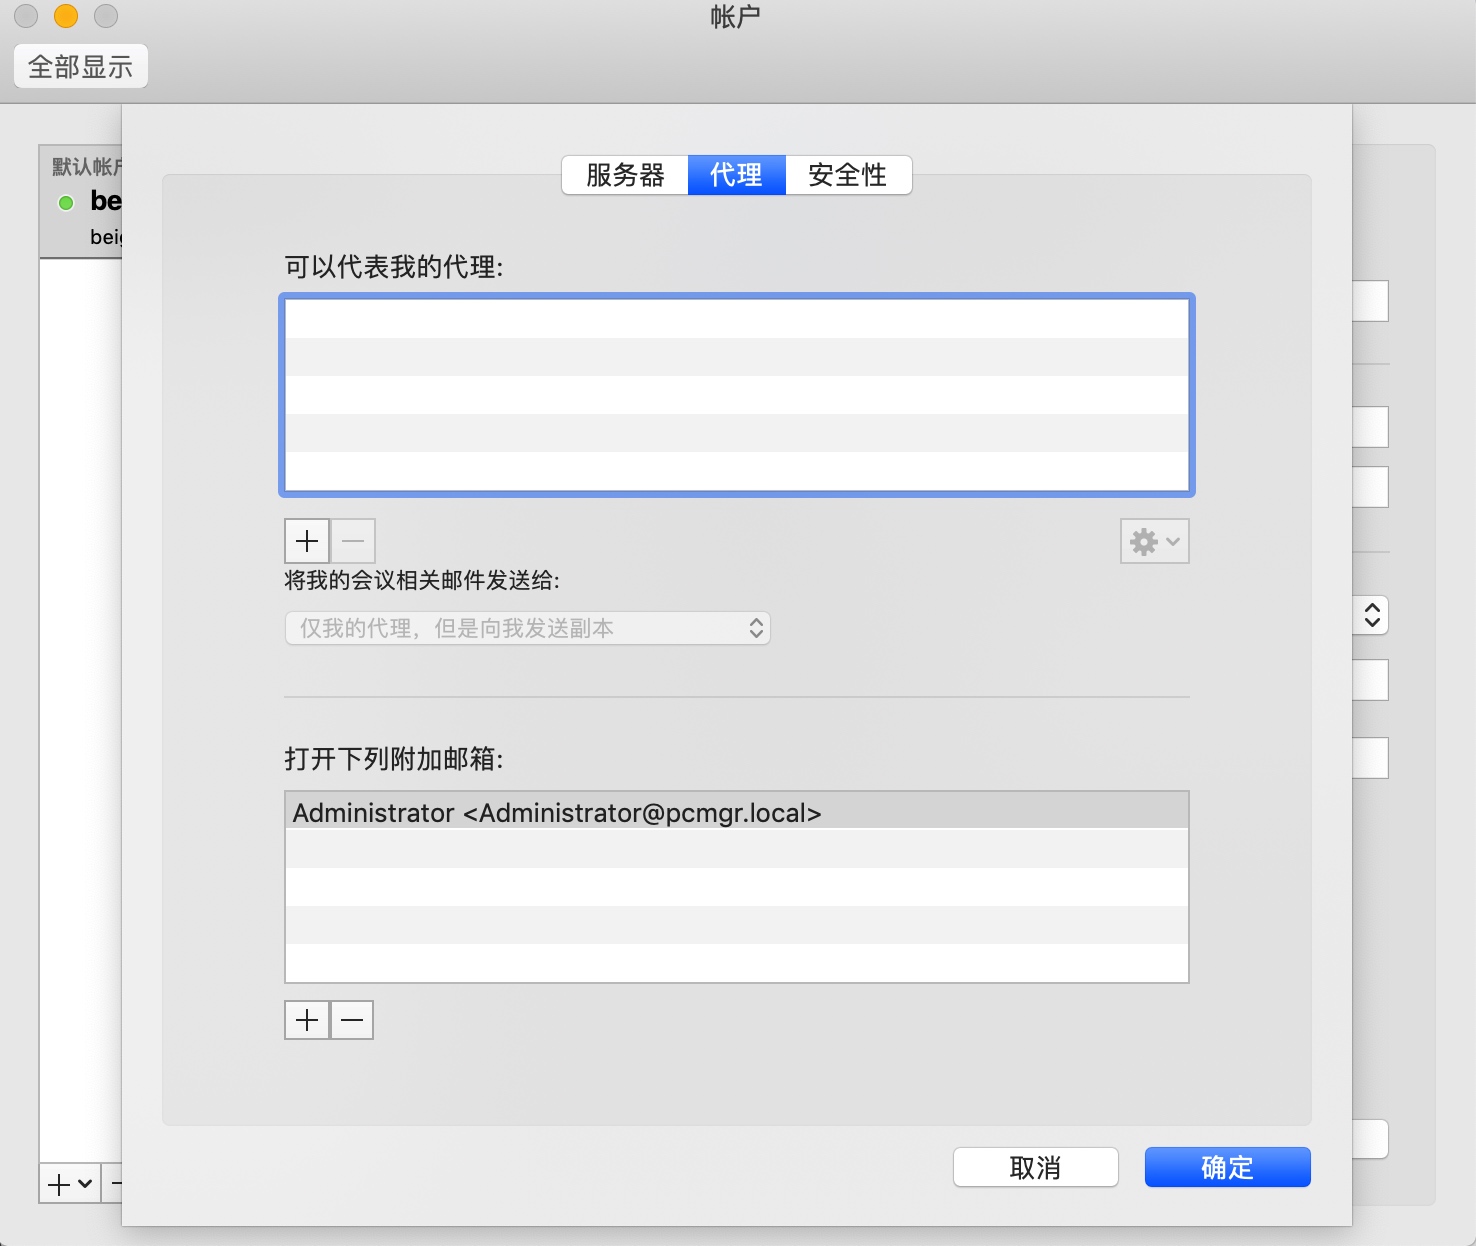 帐户
全部显示
默认帐户
be
服务器 代理 安全性
可以代表我的代理:
将我的会议相关邮件发送给:
仅我的代理，但是向我发送副本
打开下列附加邮箱:
Administrator <Administrator@pcmgr.local>
取消 确定